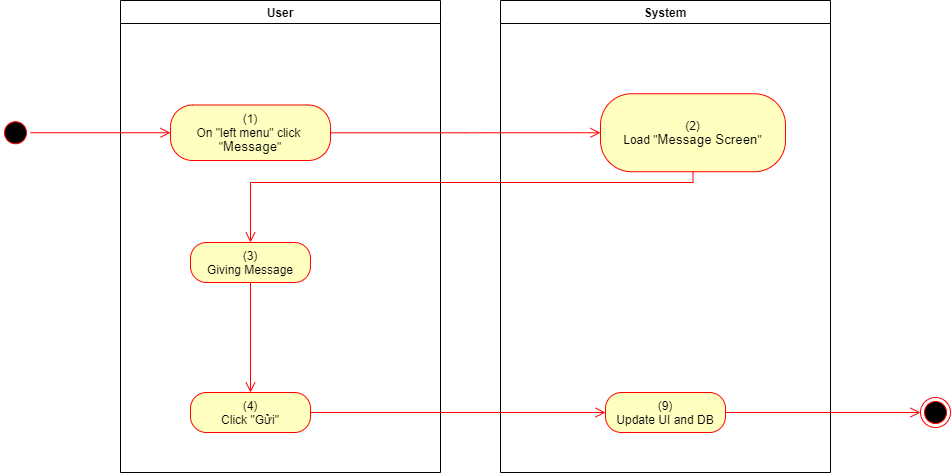 User
System
(1)
On "left menu" click
"Message"
(2)
Load "Message Screen"
(3)
Giving Message
(4)
Click "Gửi"
(9)
Update UI and DB